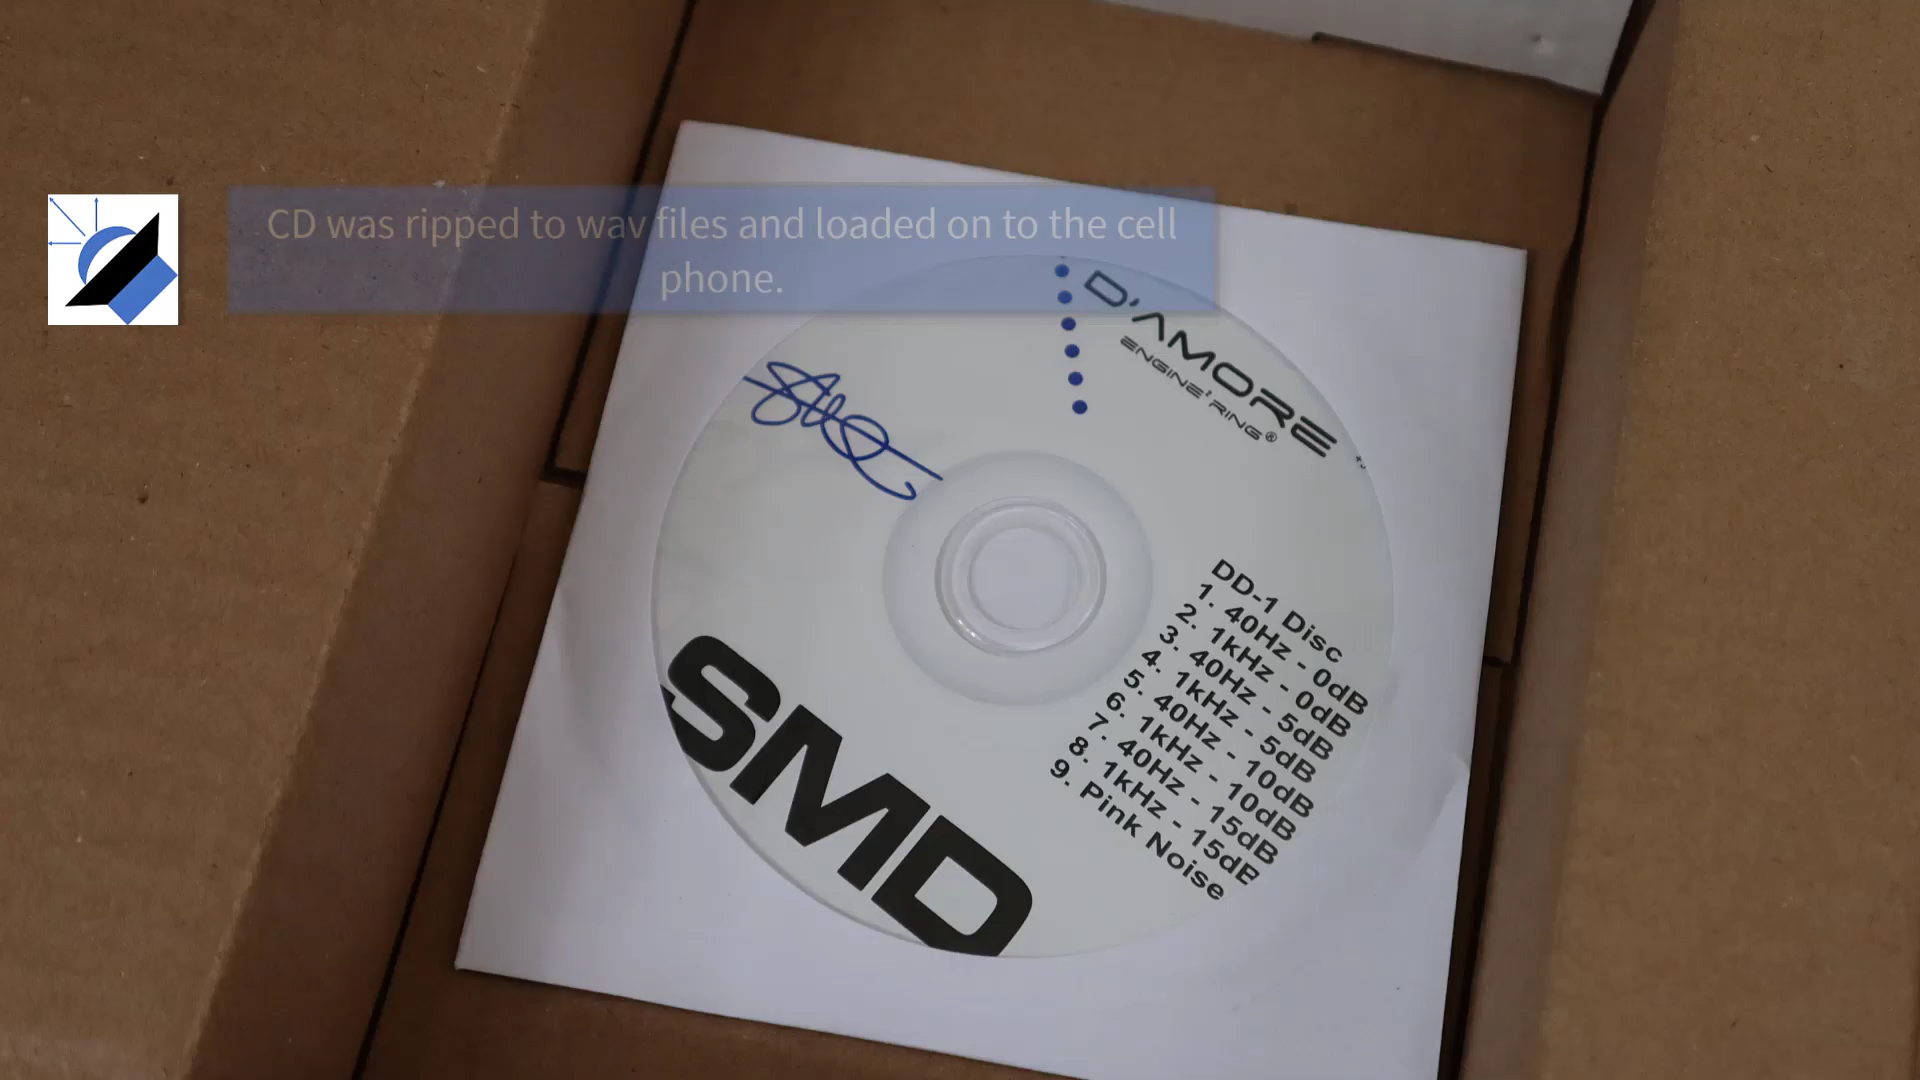 CD was ripped to wav files and loaded on to the cell
phone.
D'AMORE
ENGINE²RING®
DD-1 Disc
1. 40Hz - 0dB
2. 1kHz - 0dB
3. 40Hz - 5dB
4. 1kHz - 5dB
5. 40Hz - 10dB
6. 1kHz - 10dB
7. 40Hz - 15dB
8. 1kHz - 15dB
9. Pink Noise
SMD